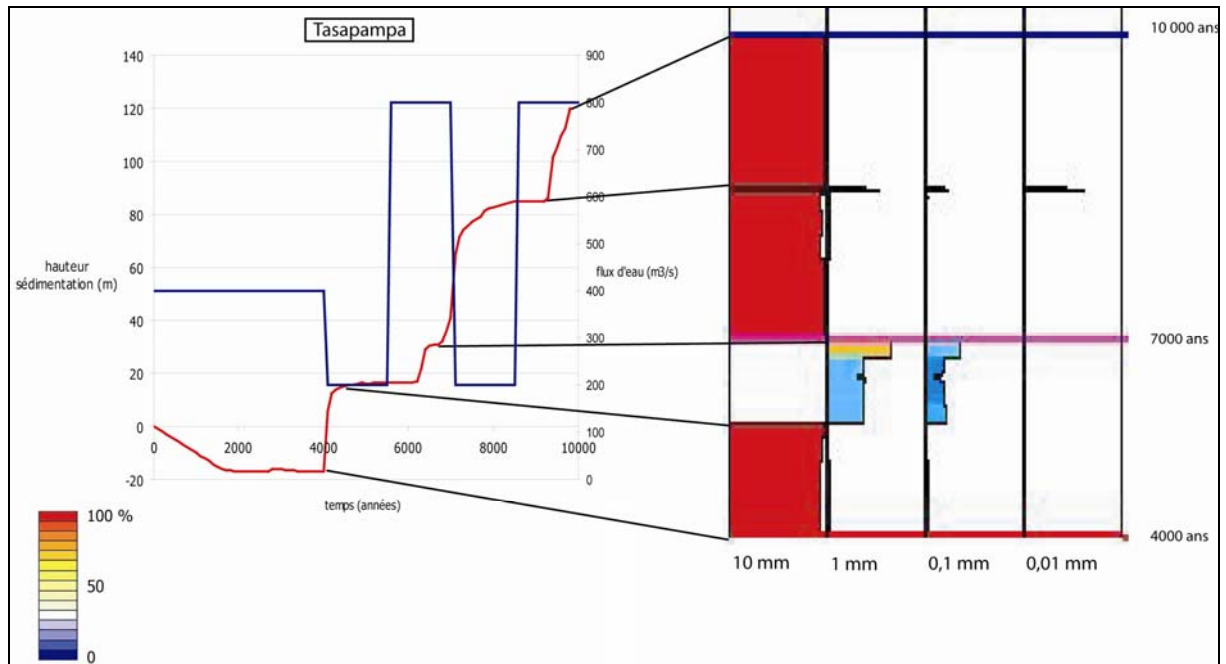 Tasapampa
140
120
100
80
60
40
20
0
-20
hauteur
sédimentation (m)
0
2000
4000
6000
8000
10000
temps (années)
900
800
700
600
500
400
300
200
100
0
flux d'eau (m3/s)
100 %
50
0
10 000 ans
7000 ans
4000 ans
10 mm
1 mm
0,1 mm
0,01 mm